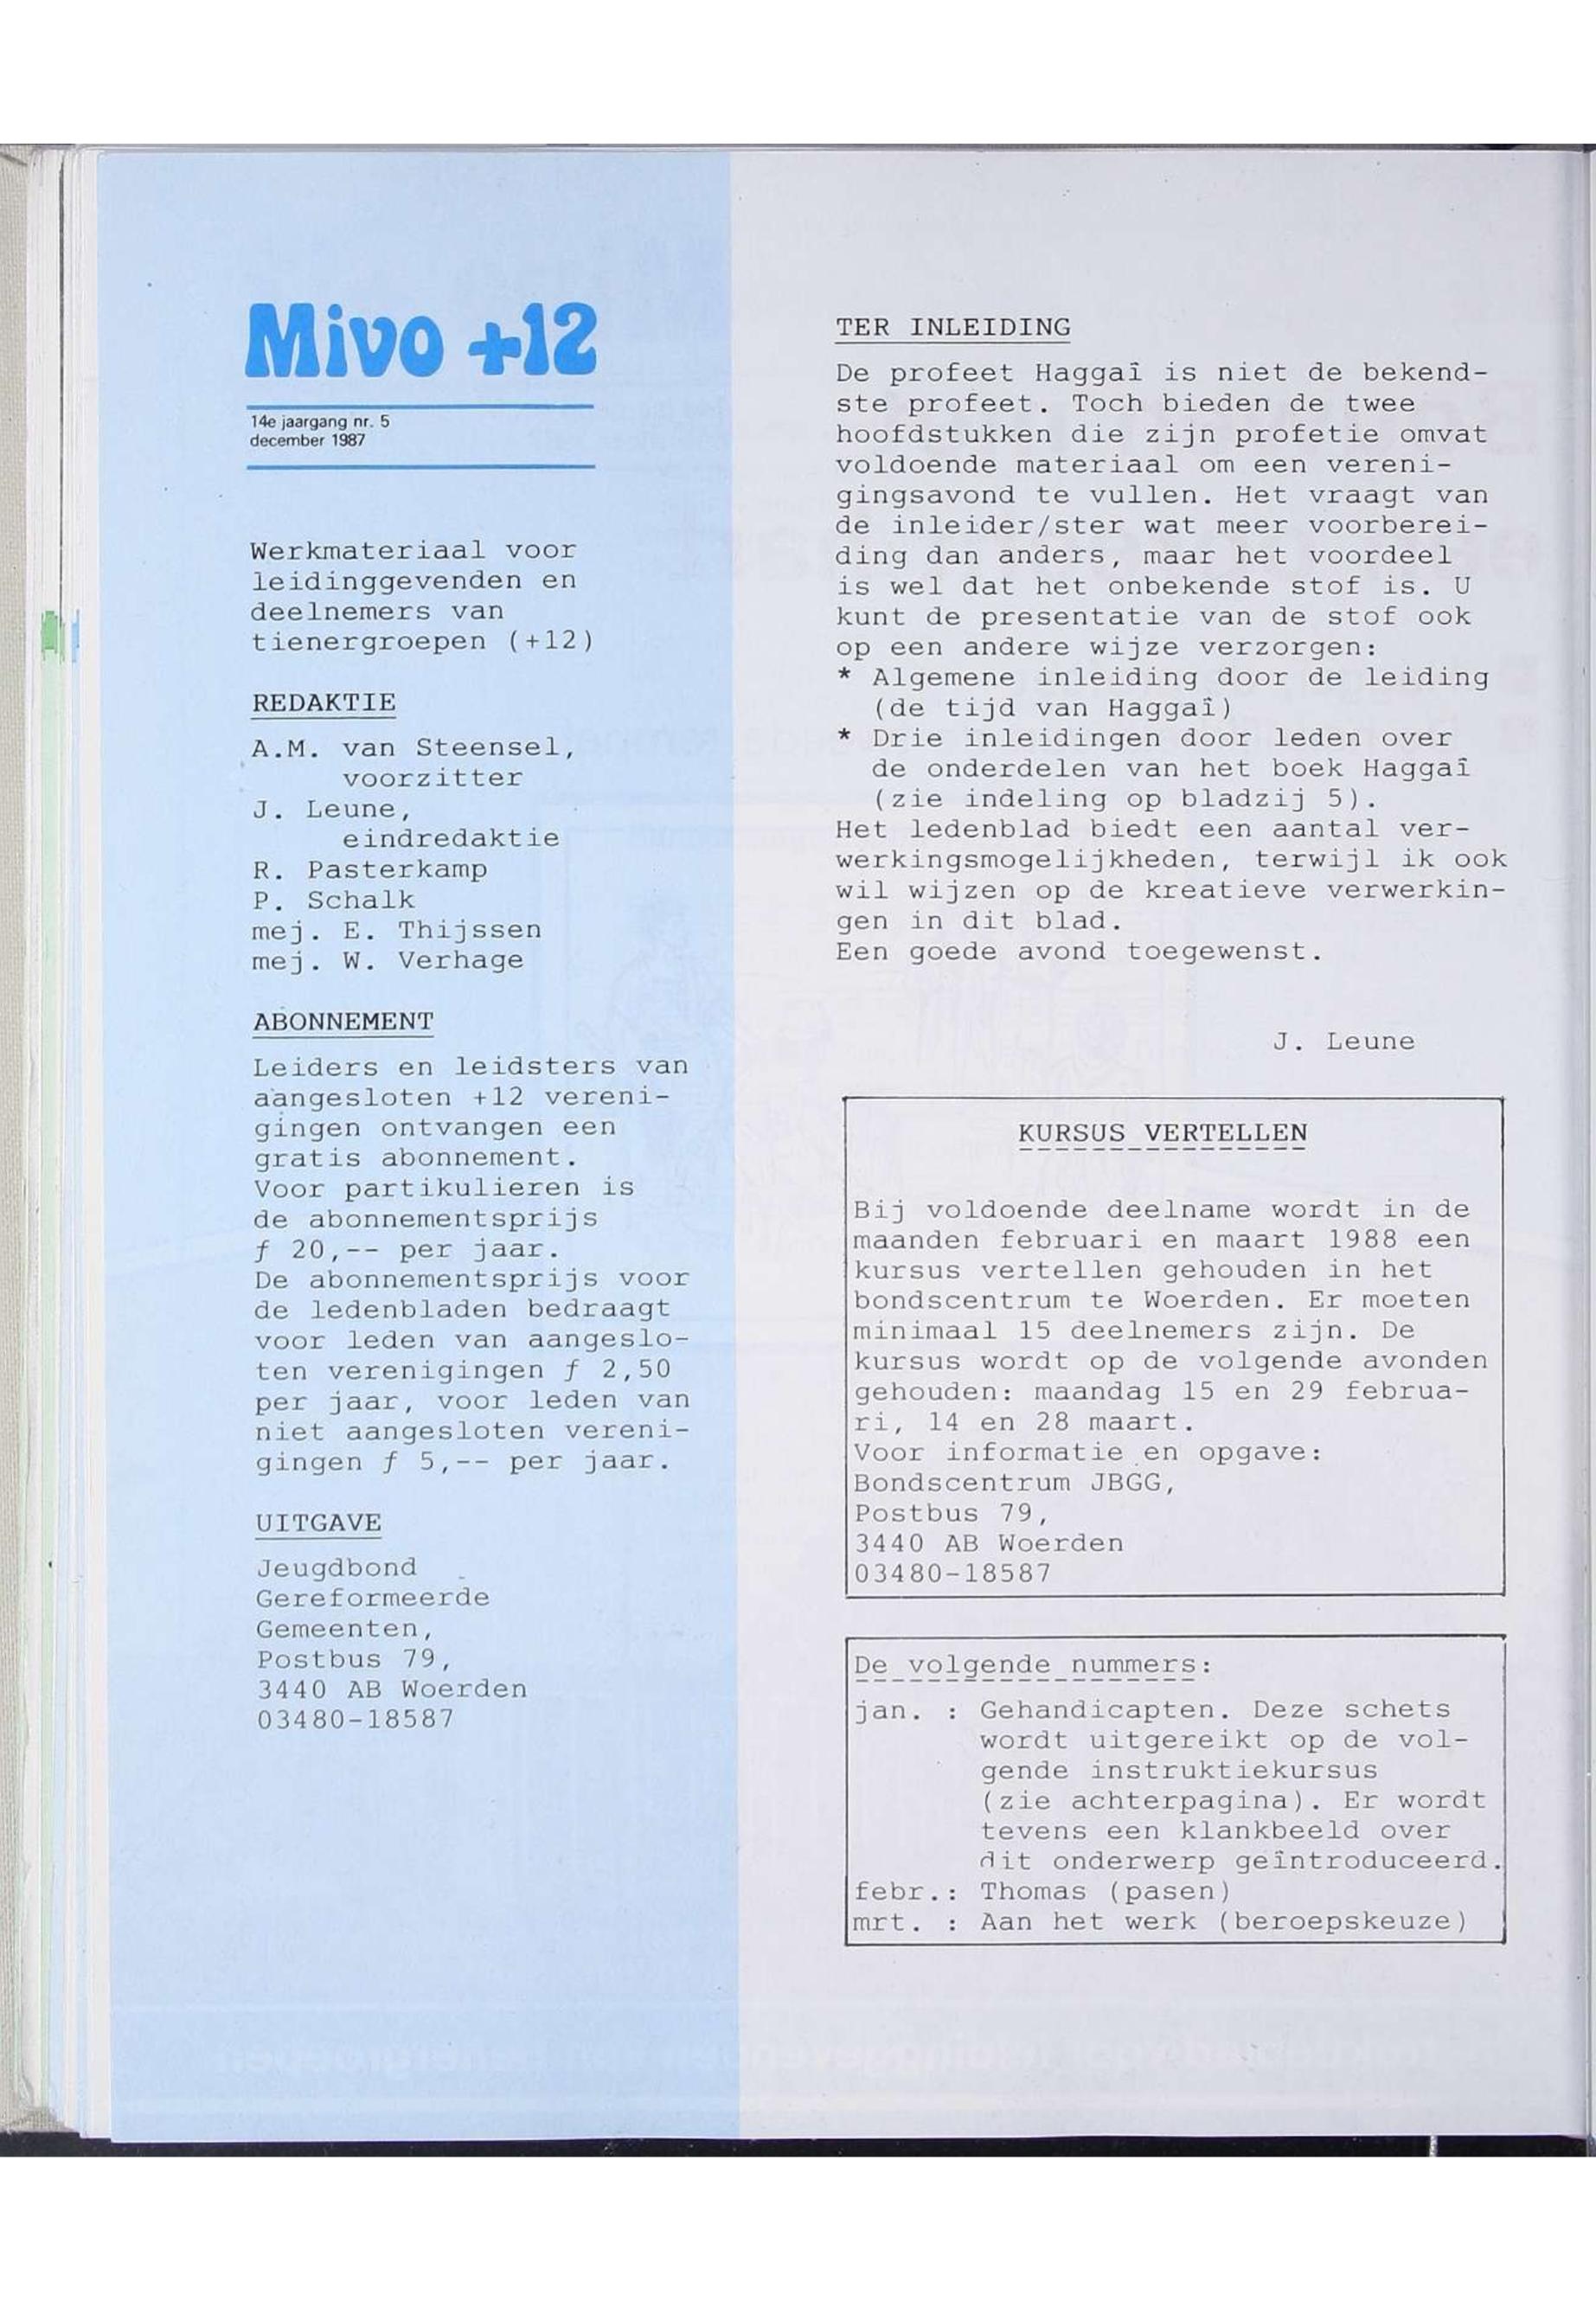 Mivo +12
14e jaargang nr. 5
december 1987
Werkmateriaal voor
leidinggevenden en
deelnemers van
tienergroepen (+12)
REDAKTIE
A.M. van Steensel,
voorzitter
J. Leune,
eindredaktie
R. Pasterkamp
P. Schalk
mej. E. Thijssen
mej. W. Verhage
ABONNEMENT
Leiders en leidsters van
aangesloten +12 vereni-
gingen ontvangen een
gratis abonnement.
Voor partikulieren is
de abonnementsprijs
ƒ 20,-- per jaar.
De abonnementsprijs voor
de ledenbladen bedraagt
voor leden van aangeslo-
ten verenigingen ƒ 2,50
per jaar, voor leden van
niet aangesloten vereni-
gingen ƒ 5,-- per jaar.
UITGAVE
Jeugdbond
Gereformeerde
Gemeenten,
Postbus 79,
3440 AB Woerden
03480-18587
TER INLEIDING
De profeet Haggaî is niet de bekend-
ste profeet. Toch bieden de twee
hoofdstukken die zijn profetie omvat
voldoende materiaal om een vereni-
gingsavond te vullen. Het vraagt van
de inleider/ster wat meer voorberei-
ding dan anders, maar het voordeel
is wel dat het onbekende stof is. U
kunt de presentatie van de stof ook
op een andere wijze verzorgen:
* Algemene inleiding door de leiding
(de tijd van Haggaî)
* Drie inleidingen door leden over
de onderdelen van het boek Haggaî
(zie indeling op bladzij 5).
Het ledenblad biedt een aantal ver-
werkingsmogelijkheden, terwijl ik ook
wil wijzen op de kreatieve verwerkin-
gen in dit blad.
Een goede avond toegewenst.
J. Leune
KURSUS VERTELLEN
Bij voldoende deelname wordt in de
maanden februari en maart 1988 een
kursus vertellen gehouden in het
bondscentrum te Woerden. Er moeten
minimaal 15 deelnemers zijn. De
kursus wordt op de volgende avonden
gehouden: maandag 15 en 29 februa-
ri, 14 en 28 maart.
Voor informatie en opgave:
Bondscentrum JBGG,
Postbus 79,
3440 AB Woerden
03480-18587
De volgende nummers:
jan. : Gehandicapten. Deze schets
wordt uitgereikt op de vol-
gende instruktiekursus
(zie achterpagina). Er wordt
tevens een klankbeeld over
dit onderwerp geîntroduceerd.
febr.: Thomas (pasen)
mrt. : Aan het werk (beroepskeuze)